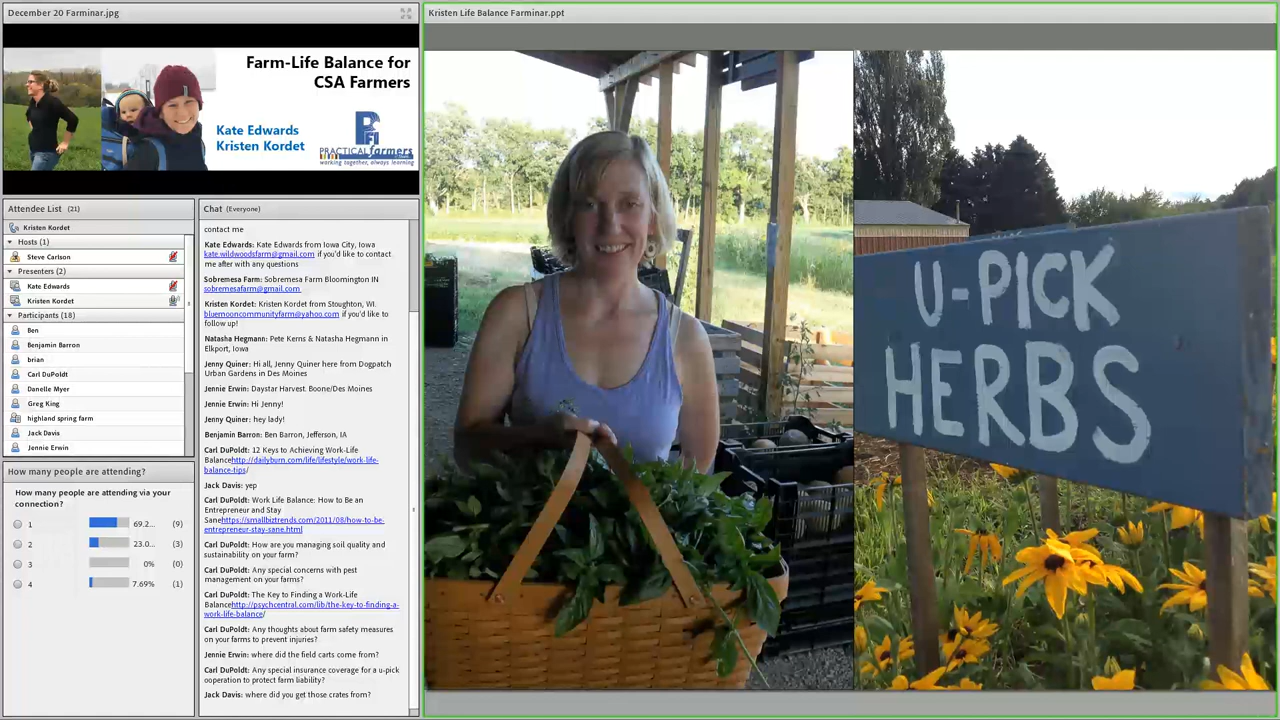 December 20 Farminar.jpg
Farm-Life Balance for
CSA Farmers
Kate Edwards
Kristen Kordet
PRACTICAL farmers
working together, always learning
Attendee List (21)
Kristen Kordet
Hosts (1)
Steve Carlson
Presenters (2)
Kate Edwards
Kristen Kordet
Participants (18)
Ben
Benjamin Barron
brian
Carl DuPoldt
Danelle Myer
Greg King
highland spring farm
Jack Davis
Jennie Erwin
How many people are attending?
How many people are attending via your
connection?
1 69.2... (9)
2 23.0... (3)
3 0% (0)
4 7.69% (1)
Chat (Everyone)
contact me
Kate Edwards: Kate Edwards from Iowa City, Iowa
kate.wildwoodsfarm@gmail.com if you'd like to contact
me after with any questions
Sobremesa Farm: Sobremesa Farm Bloomington IN
sobremesafarm@gmail.com
Kristen Kordet: Kristen Kordet from Stoughton, WI.
bluemooncommunityfarm@yahoo.com if you'd like to
follow up!
Natasha Hegmann: Pete Kerns & Natasha Hegmann in
Elkport, Iowa
Jenny Quiner: Hi all, Jenny Quiner here from Dogpatch
Urban Gardens in Des Moines
Jennie Erwin: Daystar Harvest. Boone/Des Moines
Jennie Erwin: Hi Jenny!
Jenny Quiner: hey lady!
Benjamin Barron: Ben Barron, Jefferson, IA
Carl DuPoldt: 12 Keys to Achieving Work-Life
Balancehttp://dailyburn.com/life/lifestyle/work-life-
balance-tips/
Jack Davis: yep
Carl DuPoldt: Work Life Balance: How to Be an
Entrepreneur and Stay
Sanehttps://smallbiztrends.com/2011/08/how-to-be-
entrepreneur-stay-sane.html
Carl DuPoldt: How are you managing soil quality and
sustainability on your farm?
Carl DuPoldt: Any special concerns with pest
management on your farms?
Carl DuPoldt: The Key to Finding a Work-Life
Balancehttp://psychcentral.com/lib/the-key-to-finding-a-
work-life-balance/
Carl DuPoldt: Any thoughts about farm safety measures
on your farms to prevent injuries?
Jennie Erwin: where did the field carts come from?
Carl DuPoldt: Any special insurance coverage for a u-pick
ooperation to protect farm liability?
Jack Davis: where did you get those crates from?
Kristen Life Balance Farminar.ppt
U-PICK
HERBS